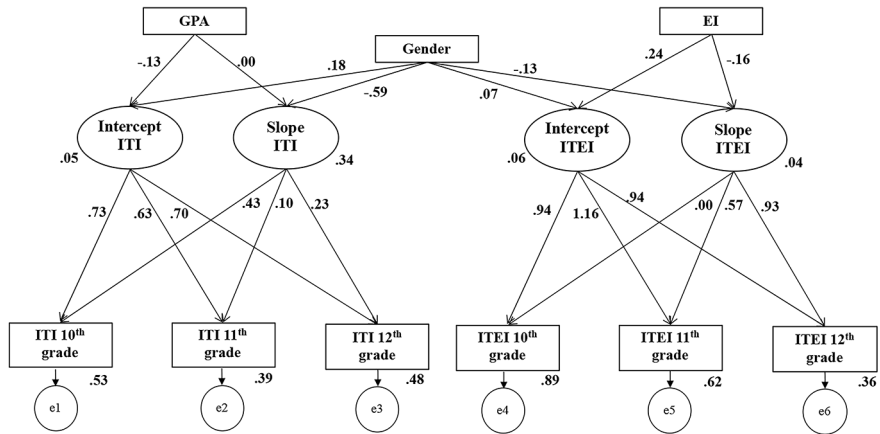 GPA
EI
Gender
-.13
.00
.18
-.59
.07
-.13
.24
-.16
Intercept
ITI
Slope
ITI
Intercept
ITEI
Slope
ITEI
.05
.34
.06
.04
.73
.63
.70
.43
.10
.23
.94
1.16
.94
.00
.57
.93
ITI 10th
grade
ITI 11th
grade
ITI 12th
grade
ITEI 10th
grade
ITEI 11th
grade
ITEI 12th
grade
.53
.39
.48
.89
.62
.36
e1
e2
e3
e4
e5
e6